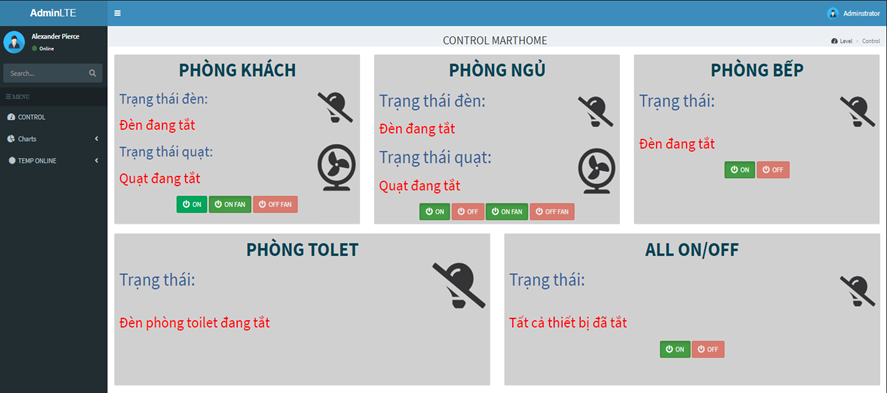 AdminLTE
Adminstrator
Alexander Pierce
Online
Search...
MENU
CONTROL
Charts
TEMP ONLINE
CONTROL MARTHOME
Level > Control
PHÒNG KHÁCH
Trạng thái đèn:
Đèn đang tắt
Trạng thái quạt:
Quạt đang tắt
ON ON FAN OFF FAN
PHÒNG NGỦ
Trạng thái đèn:
Đèn đang tắt
Trạng thái quạt:
Quạt đang tắt
ON OFF ON FAN OFF FAN
PHÒNG BẾP
Trạng thái:
Đèn đang tắt
ON OFF
PHÒNG TOLET
Trạng thái:
Đèn phòng toilet đang tắt
ALL ON/OFF
Trạng thái:
Tất cả thiết bị đã tắt
ON OFF